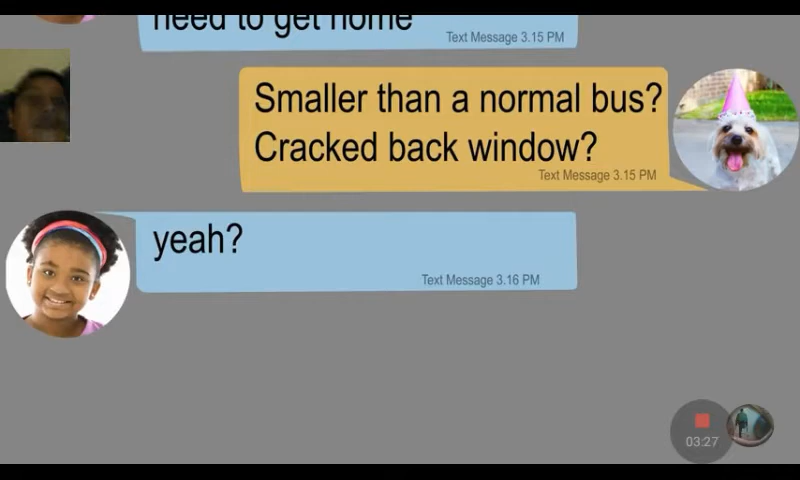 need to get home
Text Message 3.15 PM
Smaller than a normal bus?
Cracked back window?
Text Message 3.15 PM
yeah?
Text Message 3.16 PM
03:27